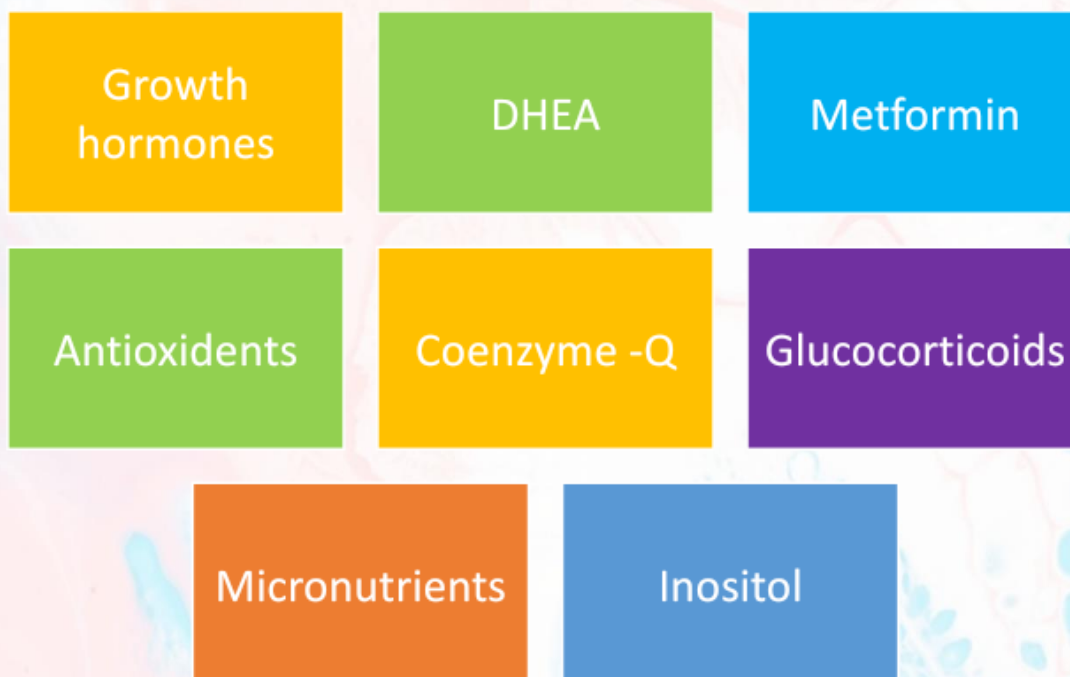 Growth
hormones
DHEA
Metformin
Antioxidents
Coenzyme -Q
Glucocorticoids
Micronutrients
Inositol